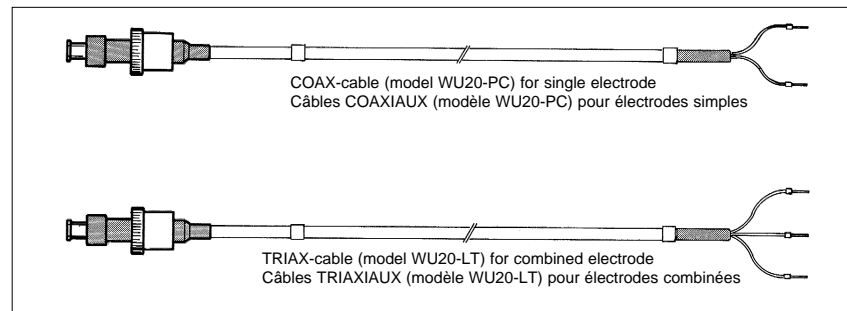 COAX-cable (model WU20-PC) for single electrode
Câbles COAXIAUX (modèle WU20-PC) pour électrodes simples
TRIAX-cable (model WU20-LT) for combined electrode
Câbles TRIAXIAUX (modèle WU20-LT) pour électrodes combinées